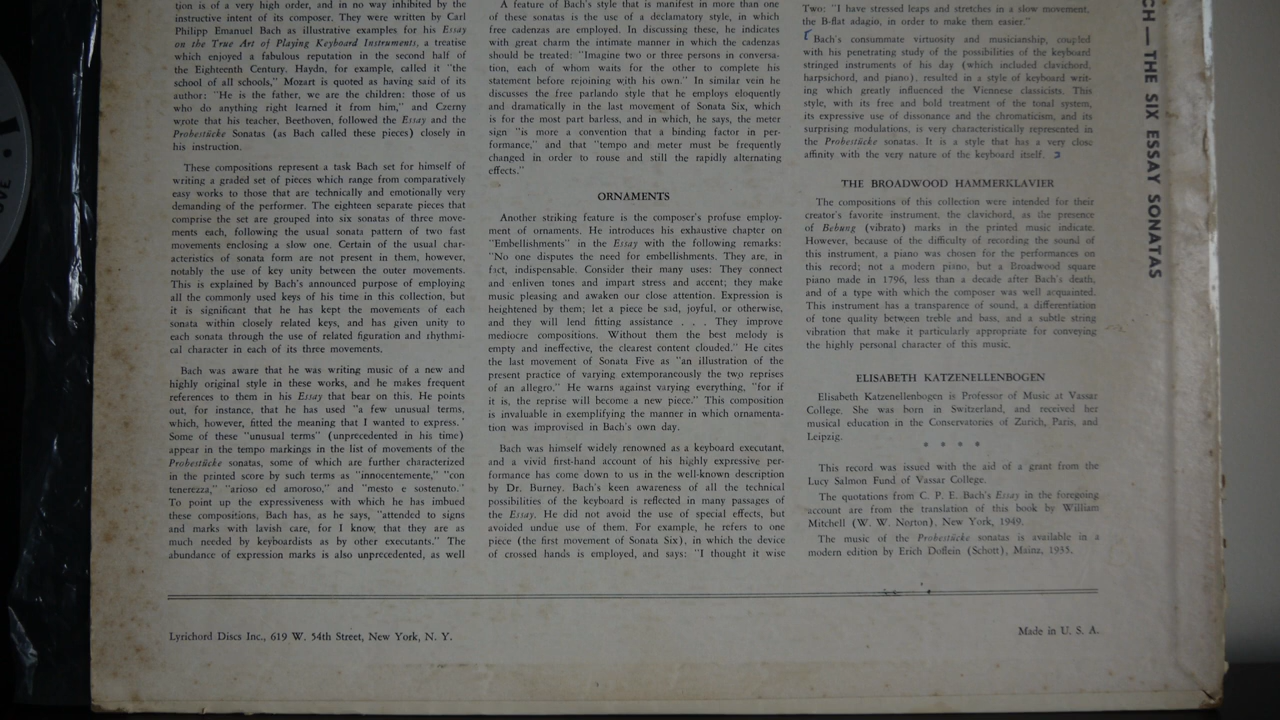 tion is of a very high order, and in no way inhibited by the
instructive intent of its composer. They were written by Carl
Philipp Emanuel Bach as illustrative examples for his Essay
on the True Art of Playing Keyboard Instruments, a treatise
which enjoyed a fabulous reputation in the second half of
the Eighteenth Century. Haydn, for example, called it "the
school of all schools," Mozart is quoted as having said of its
author: "He is the father, we are the children: those of us
who do anything right learned it from him," and Czerny
wrote that his teacher, Beethoven, followed the Essay and the
Probestücke Sonatas (as Bach called these pieces) closely in
his instruction.
These compositions represent a task Bach set for himself of
writing a graded set of pieces which range from comparatively
easy works to those that are technically and emotionally very
demanding of the performer. The eighteen separate pieces that
comprise the set are grouped into six sonatas of three move-
ments each, following the usual sonata pattern of two fast
movements enclosing a slow one. Certain of the usual char-
acteristics of sonata form are not present in them, however,
notably the use of key unity between the outer movements.
This is explained by Bach's announced purpose of employing
all the commonly used keys of his time in this collection, but
it is significant that he has kept the movements of each
sonata within closely related keys, and has given unity to
each sonata through the use of related figuration and rhythmi-
cal character in each of its three movements.
Bach was aware that he was writing music of a new and
highly original style in these works, and he makes frequent
references to them in his Essay that bear on this. He points
out, for instance, that he has used "a few unusual terms,
which, however, fitted the meaning that I wanted to express."
Some of these "unusual terms" (unprecedented in his time)
appear in the tempo markings in the list of movements of the
Probestücke sonatas, some of which are further characterized
in the printed score by such terms as "innocentemente," "con
tenerezza," "arioso ed amoroso," and "mesto e sostenuto."
To point up the expressiveness with which he has imbued
these compositions, Bach has, as he says, "attended to signs
and marks with lavish care, for I know, that they are as
much needed by keyboardists as by other executants." The
abundance of expression marks is also unprecedented, as well
A feature of Bach's style that is manifest in more than one
of these sonatas is the use of a declamatory style, in which
free cadenzas are employed. In discussing these, he indicates
with great charm the intimate manner in which the cadenzas
should be treated: "Imagine two or three persons in conversa-
tion, each of whom waits for the other to complete his
statement before rejoining with his own." In similar vein he
discusses the free parlando style that he employs eloquently
and dramatically in the last movement of Sonata Six, which
is for the most part barless, and in which, he says, the meter
sign "is more a convention that a binding factor in per-
formance," and that "tempo and meter must be frequently
changed in order to rouse and still the rapidly alternating
effects."
ORNAMENTS
Another striking feature is the composer's profuse employ-
ment of ornaments. He introduces his exhaustive chapter on
"Embellishments" in the Essay with the following remarks:
"No one disputes the need for embellishments. They are, in
fact, indispensable. Consider their many uses: They connect
and enliven tones and impart stress and accent; they make
music pleasing and awaken our close attention. Expression is
heightened by them; let a piece be sad, joyful, or otherwise,
and they will lend fitting assistance . . . They improve
mediocre compositions. Without them the best melody is
empty and ineffective, the clearest content clouded." He cites
the last movement of Sonata Five as "an illustration of the
present practice of varying extemporaneously the two reprises
of an allegro." He warns against varying everything, "for if
it is, the reprise will become a new piece." This composition
is invaluable in exemplifying the manner in which ornamenta-
tion was improvised in Bach's own day.
Bach was himself widely renowned as a keyboard executant,
and a vivid first-hand account of his highly expressive per-
formance has come down to us in the well-known description
by Dr. Burney. Bach's keen awareness of all the technical
possibilities of the keyboard is reflected in many passages of
the Essay. He did not avoid the use of special effects, but
avoided undue use of them. For example, he refers to one
piece (the first movement of Sonata Six), in which the device
of crossed hands is employed, and says: "I thought it wise
Two: "I have stressed leaps and stretches in a slow movement,
the B-flat adagio, in order to make them easier."
Bach's consummate virtuosity and musicianship, coupled
with his penetrating study of the possibilities of the keyboard
stringed instruments of his day (which included clavichord,
harpsichord, and piano), resulted in a style of keyboard writ-
ing which greatly influenced the Viennese classicists. This
style, with its free and bold treatment of the tonal system,
its expressive use of dissonance and the chromaticism, and its
surprising modulations, is very characteristically represented in
the Probestücke sonatas. It is a style that has a very close
affinity with the very nature of the keyboard itself.
THE BROADWOOD HAMMERKLAVIER
The compositions of this collection were intended for their
creator's favorite instrument, the clavichord, as the presence
of Bebung (vibrato) marks in the printed music indicate.
However, because of the difficulty of recording the sound of
this instrument, a piano was chosen for the performances on
this record; not a modern piano, but a Broadwood square
piano made in 1796, less than a decade after Bach's death,
and of a type with which the composer was well acquainted.
This instrument has a transparence of sound, a differentiation
of tone quality between treble and bass, and a subtle string
vibration that make it particularly appropriate for conveying
the highly personal character of this music.
ELISABETH KATZENELLENBOGEN
Elisabeth Katzenellenbogen is Professor of Music at Vassar
College. She was born in Switzerland, and received her
musical education in the Conservatories of Zurich, Paris, and
Leipzig.
* * * *
This record was issued with the aid of a grant from the
Lucy Salmon Fund of Vassar College.
The quotations from C. P. E. Bach's Essay in the foregoing
account are from the translation of this book by William
Mitchell (W. W. Norton), New York, 1949.
The music of the Probestücke sonatas is available in a
modern edition by Erich Doflein (Schott), Mainz, 1935.
Lyrichord Discs Inc., 619 W. 54th Street, New York, N. Y.
Made in U. S. A.
CH — THE SIX ESSAY SONATAS